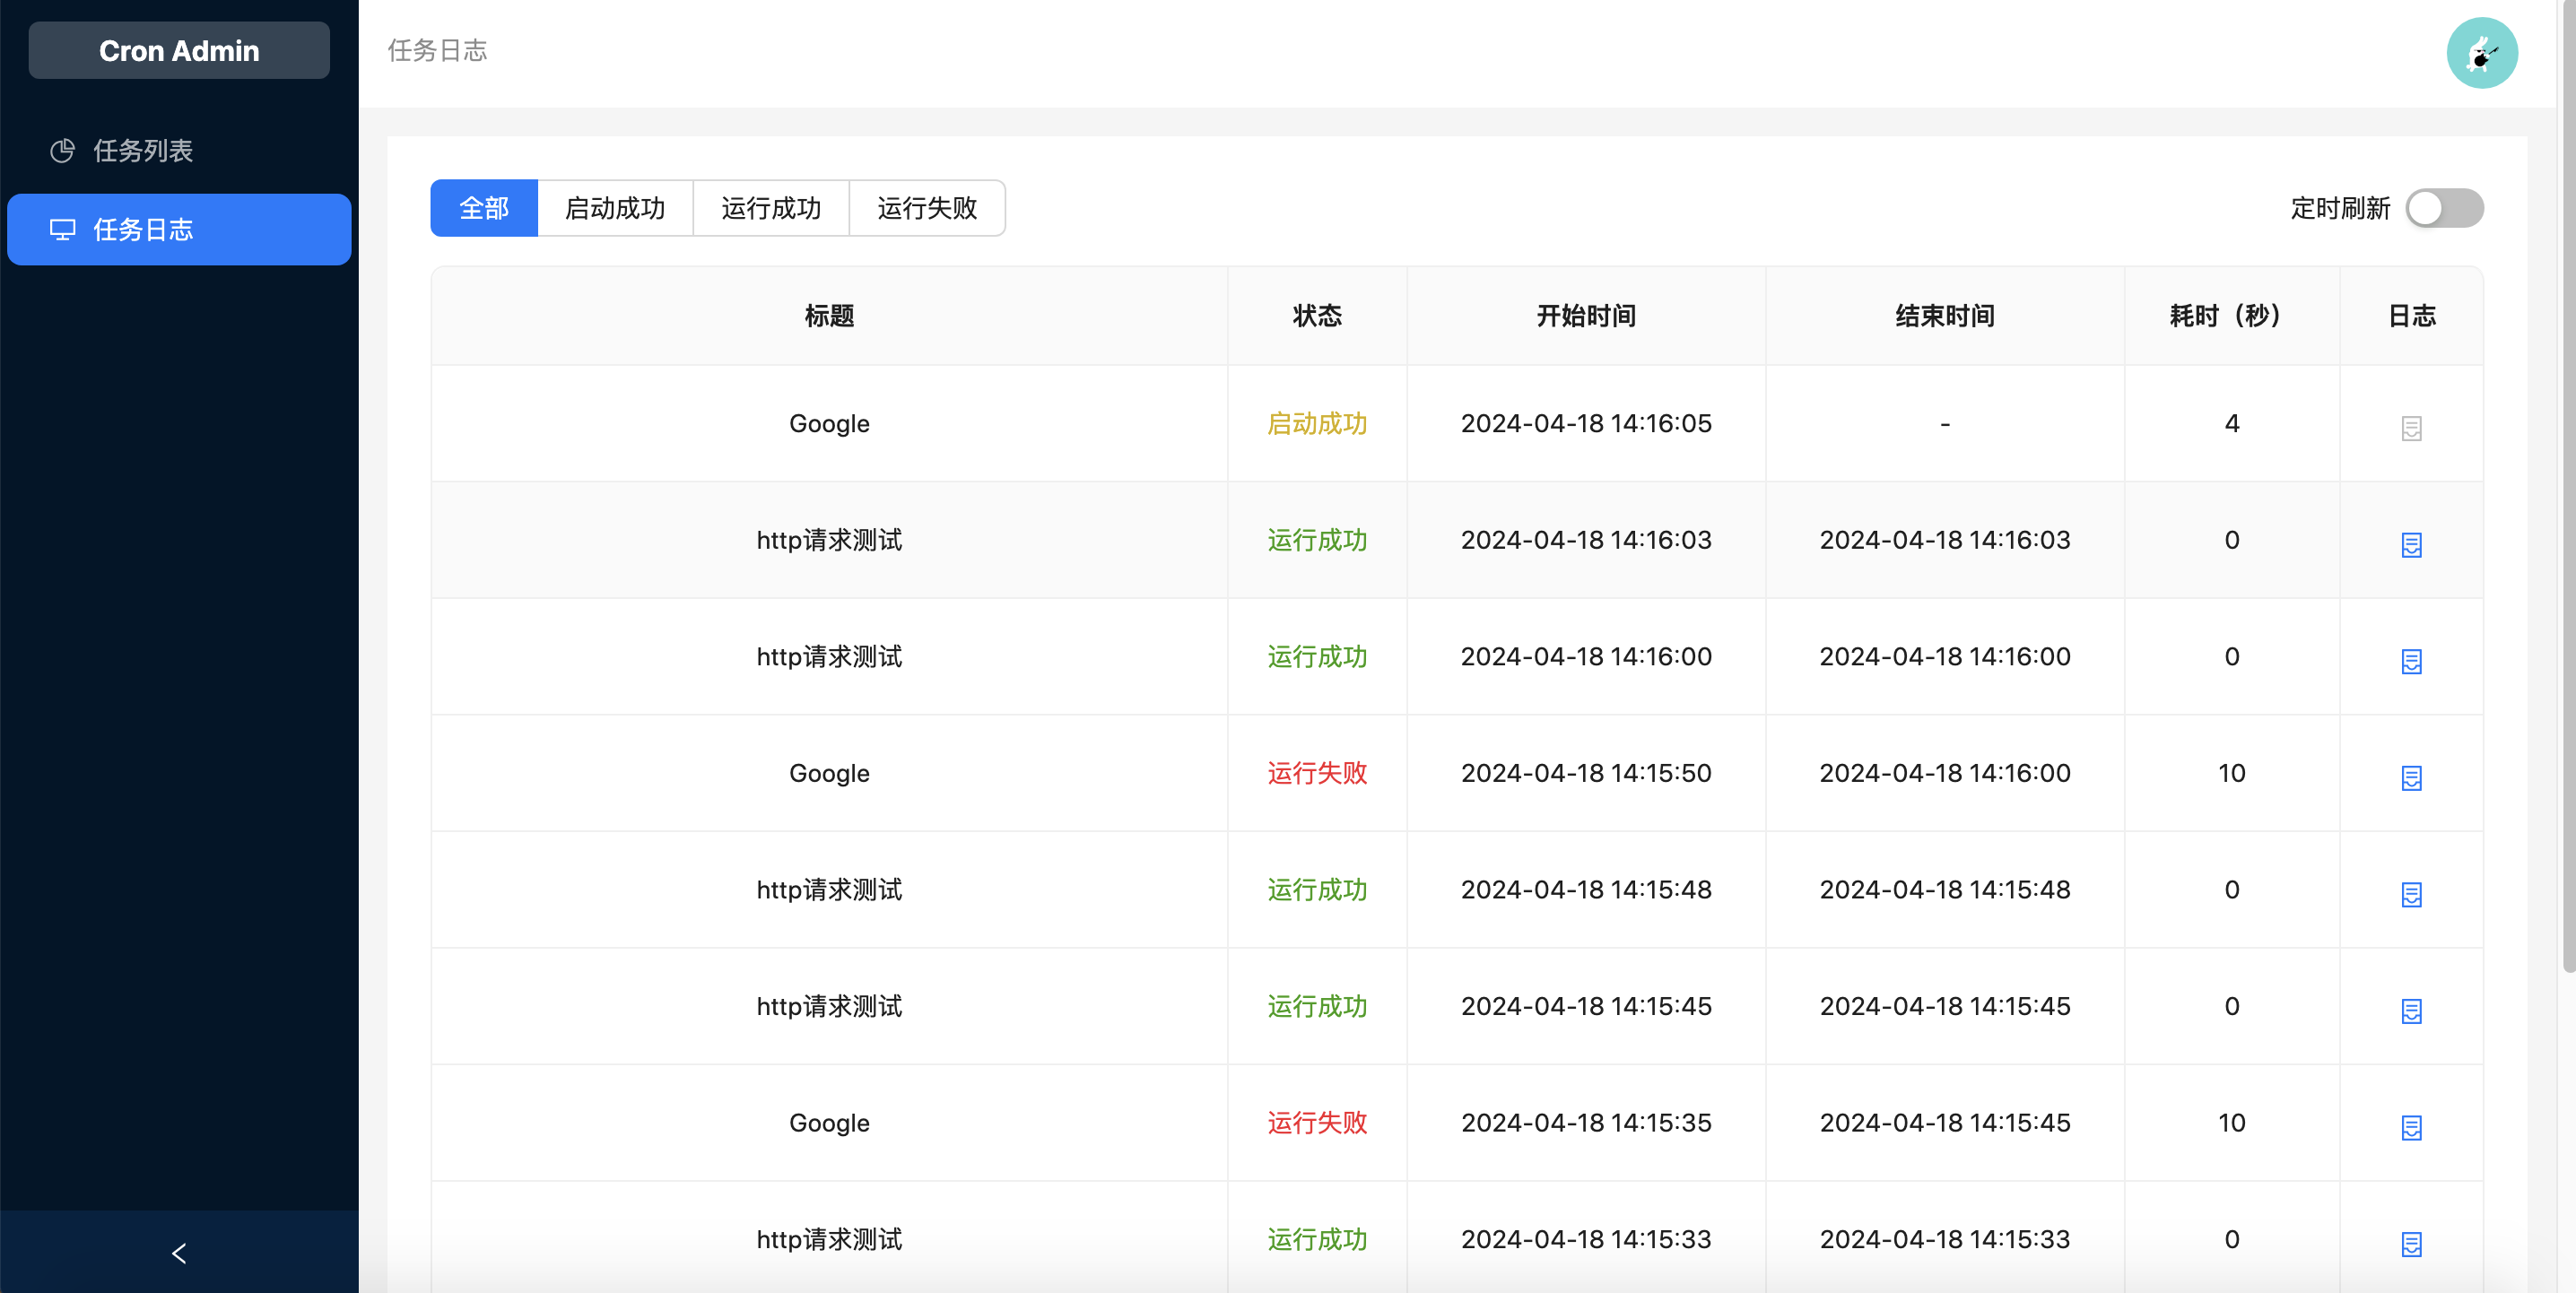 Cron Admin
任务日志
任务列表
任务日志
全部 启动成功 运行成功 运行失败 定时刷新
标题 状态 开始时间 结束时间 耗时（秒） 日志
Google 启动成功 2024-04-18 14:16:05 - 4
http请求测试 运行成功 2024-04-18 14:16:03 2024-04-18 14:16:03 0
http请求测试 运行成功 2024-04-18 14:16:00 2024-04-18 14:16:00 0
Google 运行失败 2024-04-18 14:15:50 2024-04-18 14:16:00 10
http请求测试 运行成功 2024-04-18 14:15:48 2024-04-18 14:15:48 0
http请求测试 运行成功 2024-04-18 14:15:45 2024-04-18 14:15:45 0
Google 运行失败 2024-04-18 14:15:35 2024-04-18 14:15:45 10
http请求测试 运行成功 2024-04-18 14:15:33 2024-04-18 14:15:33 0